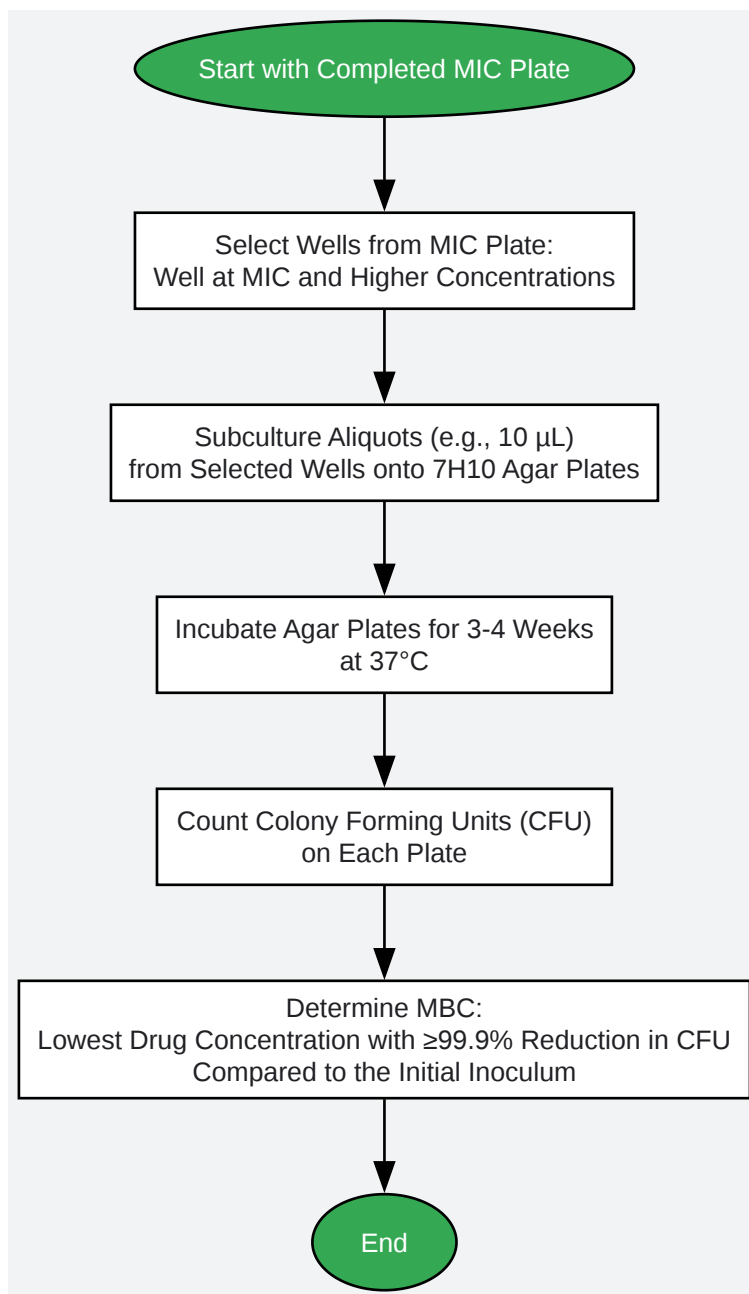 Start with Completed MIC Plate
Select Wells from MIC Plate:
Well at MIC and Higher Concentrations
Subculture Aliquots (e.g., 10 µL)
from Selected Wells onto 7H10 Agar Plates
Incubate Agar Plates for 3-4 Weeks
at 37°C
Count Colony Forming Units (CFU)
on Each Plate
Determine MBC:
Lowest Drug Concentration with ≥99.9% Reduction in CFU
Compared to the Initial Inoculum
End